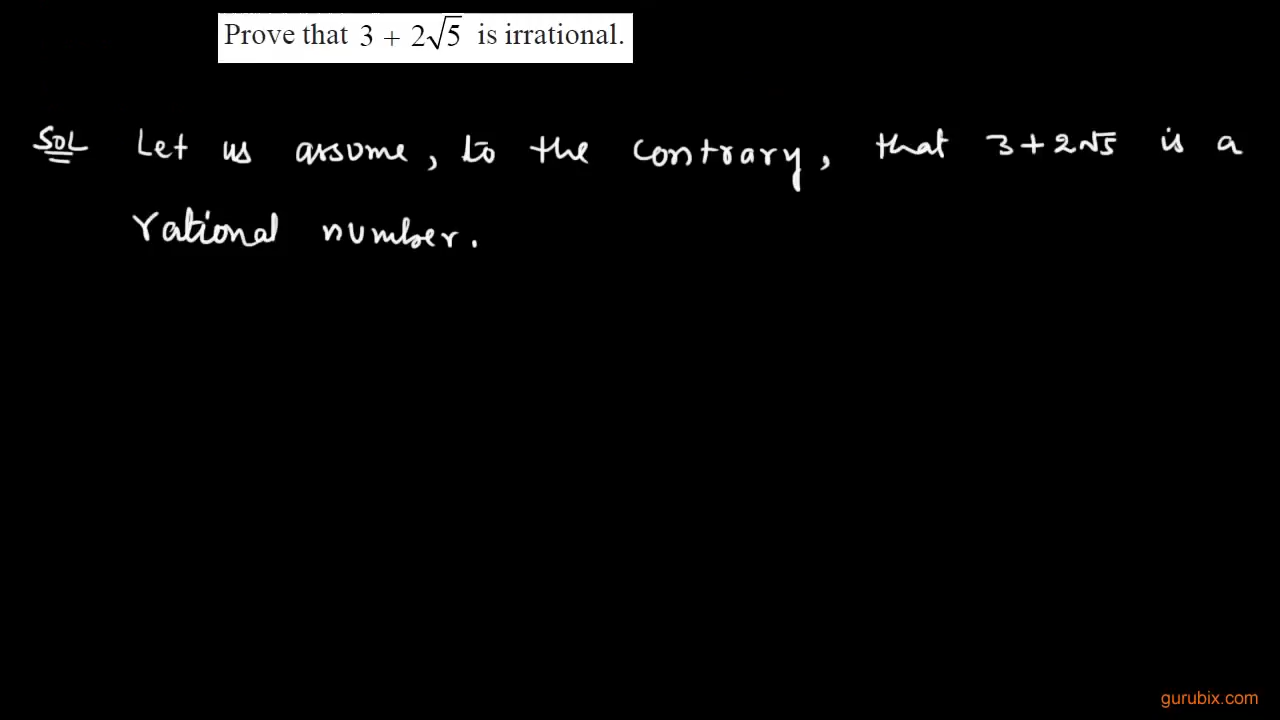 Prove that 3 + 2√5 is irrational.
SOL Let us assume, to the contrary, that 3+2√5 is a
rational number.
gurubix.com